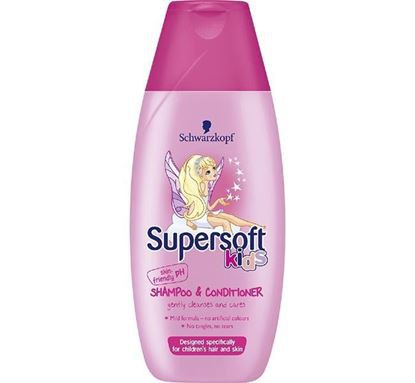 Schwarzkopf
Supersoft
kids
skin-
friendly pH
SHAMPOO & CONDITIONER
gently cleanses and cares
• Mild formula – no artificial colours
• No tangles, no tears
Designed specifically
for children's hair and skin